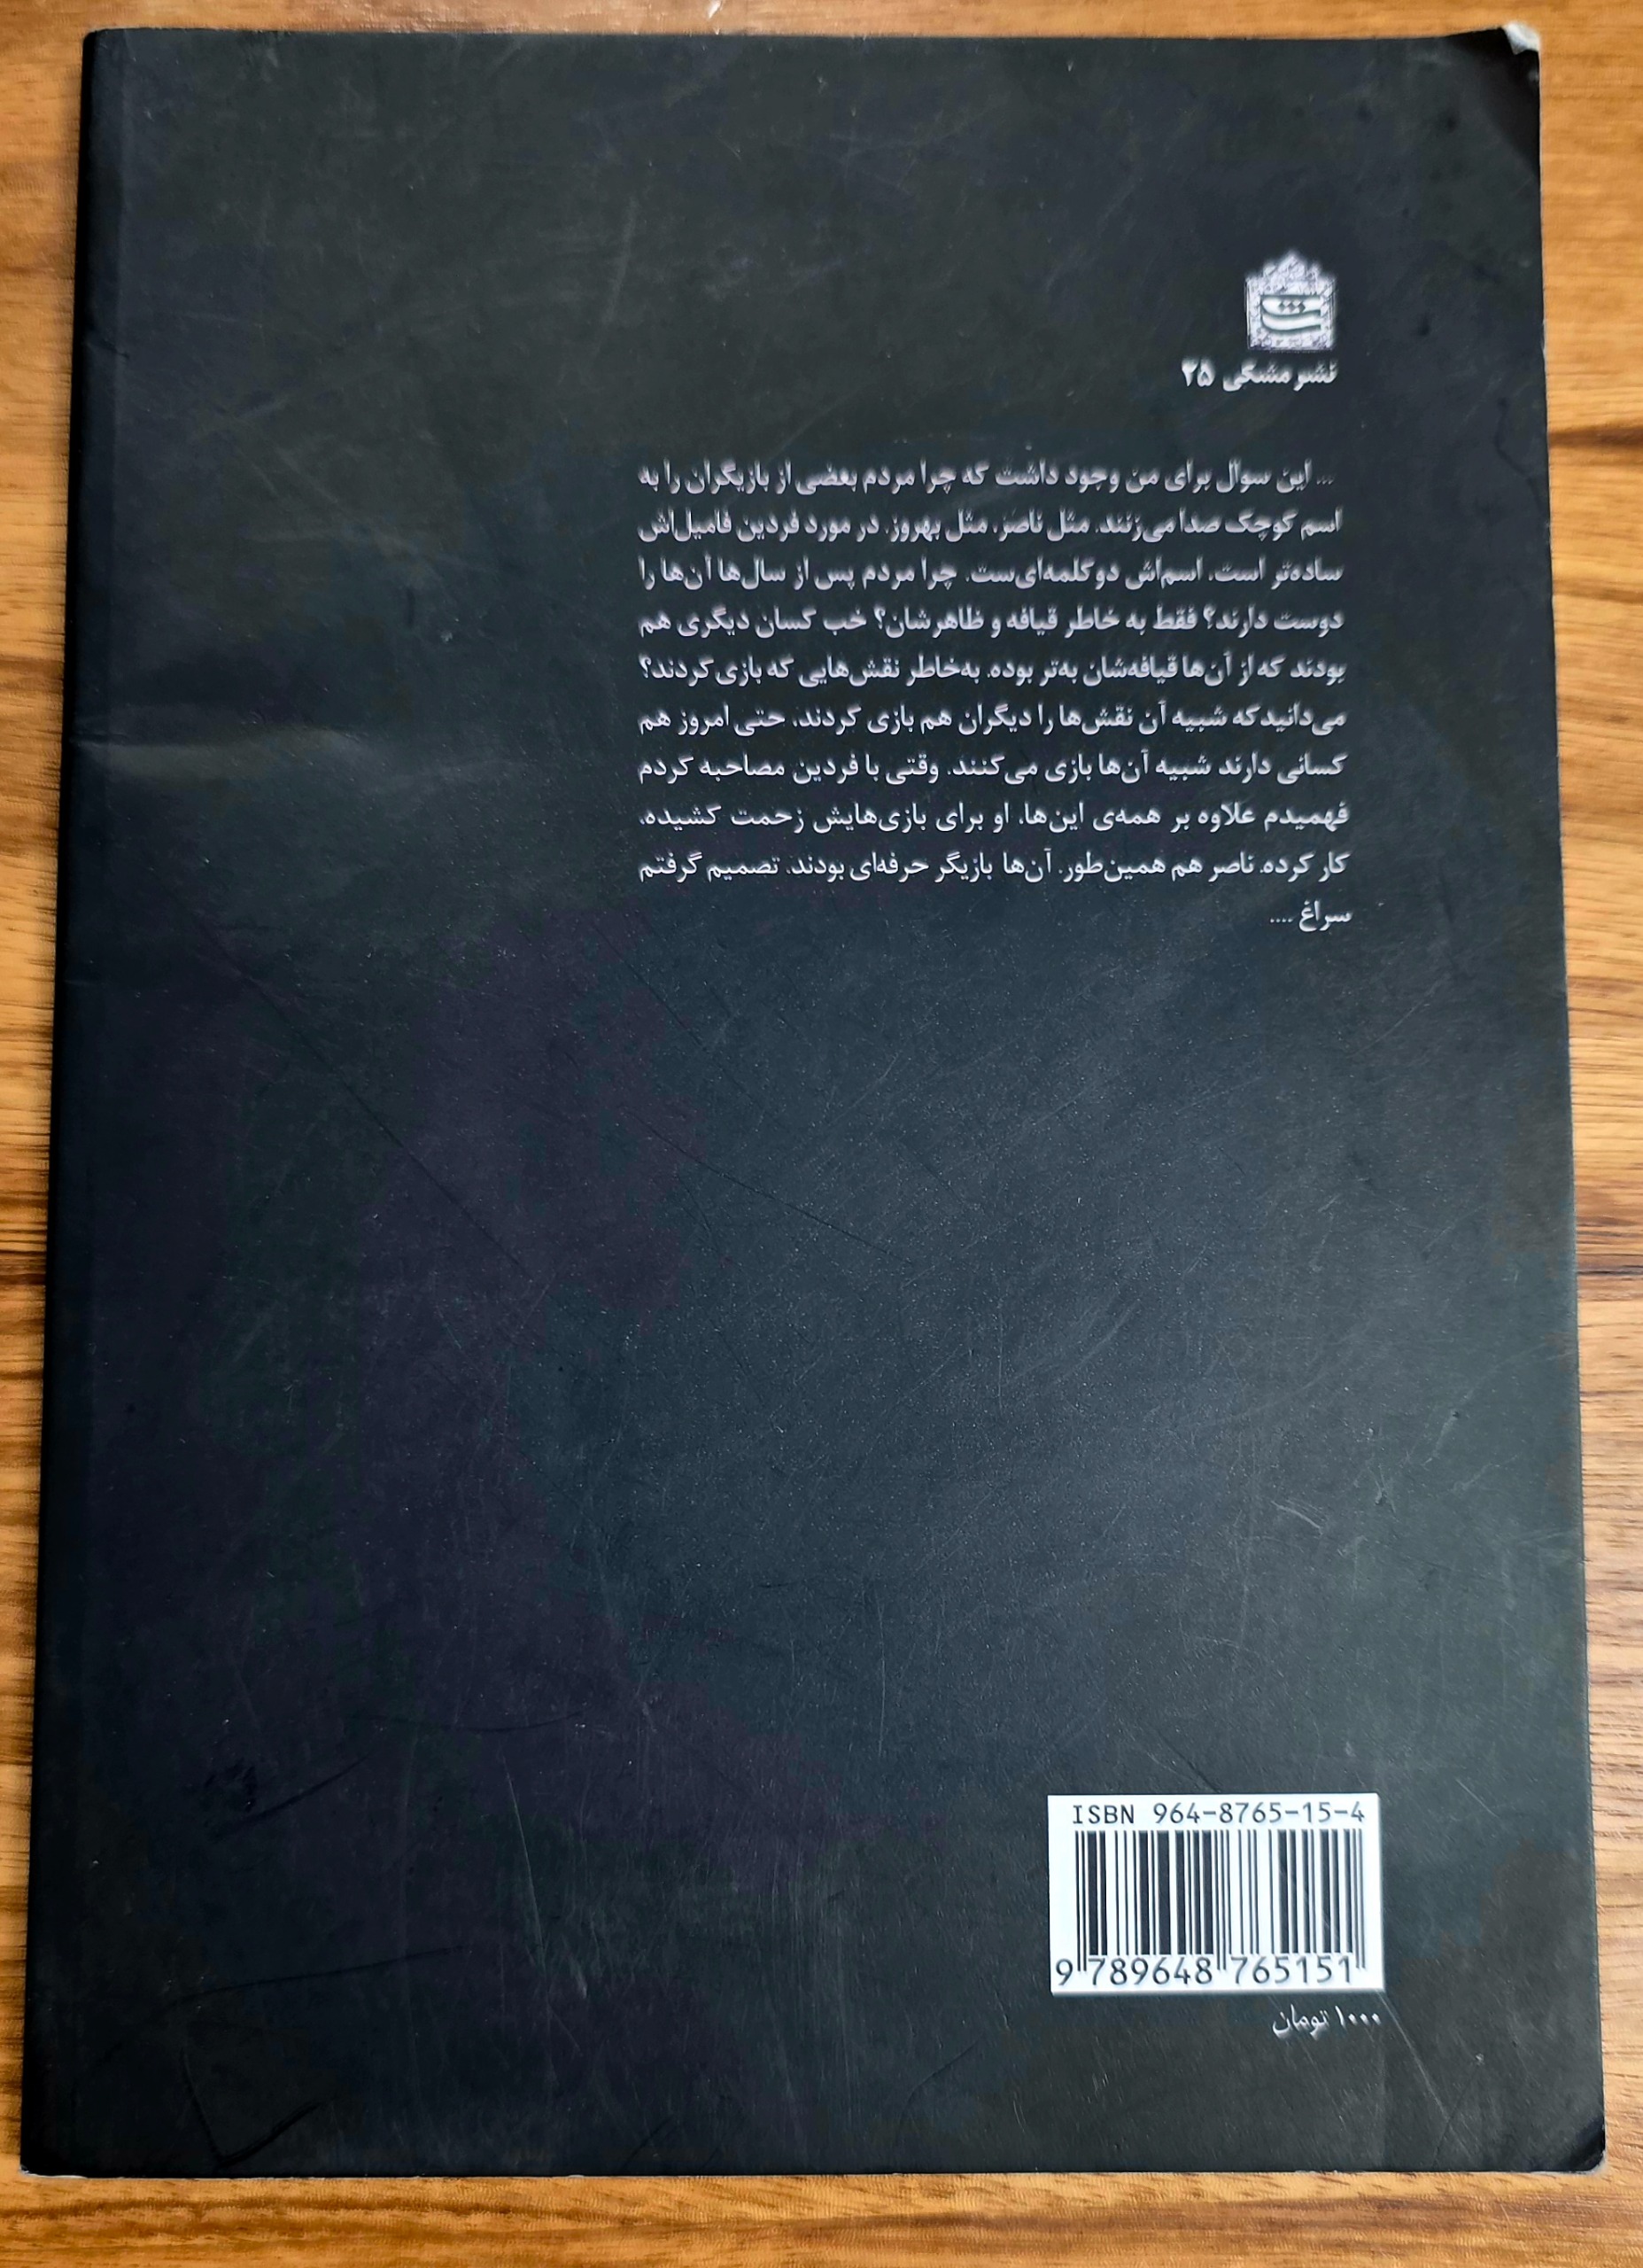 نشر مشکی ۲۵
... این سوال برای من وجود داشت که چرا مردم بعضی از بازیگران را به
اسم کوچک صدا می‌زنند. مثل ناصر، مثل بهروز. در مورد فردین فامیل‌اش
ساده‌تر است. اسم‌اش دو کلمه‌ای‌ست. چرا مردم پس از سال‌ها آن‌ها را
دوست دارند؟ فقط به خاطر قیافه و ظاهرشان؟ خب کسان دیگری هم
بودند که از آن‌ها قیافه‌شان به‌تر بوده. به‌خاطر نقش‌هایی که بازی کردند؟
می‌دانید که شبیه آن نقش‌ها را دیگران هم بازی کردند، حتی امروز هم
کسانی دارند شبیه آن‌ها بازی می‌کنند. وقتی با فردین مصاحبه کردم
فهمیدم علاوه بر همه‌ی این‌ها، او برای بازی‌هایش زحمت کشیده،
کار کرده. ناصر هم همین‌طور. آن‌ها بازیگر حرفه‌ای بودند. تصمیم گرفتم
سراغ ....
ISBN 964-8765-15-4
9 789648 765151
۱۰۰۰ تومان